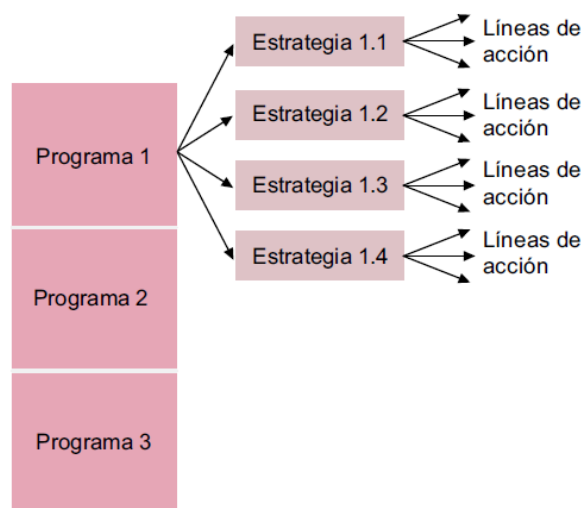 Estrategia 1.1
Líneas de
acción
Estrategia 1.2
Líneas de
acción
Programa 1
Estrategia 1.3
Líneas de
acción
Estrategia 1.4
Líneas de
acción
Programa 2
Programa 3